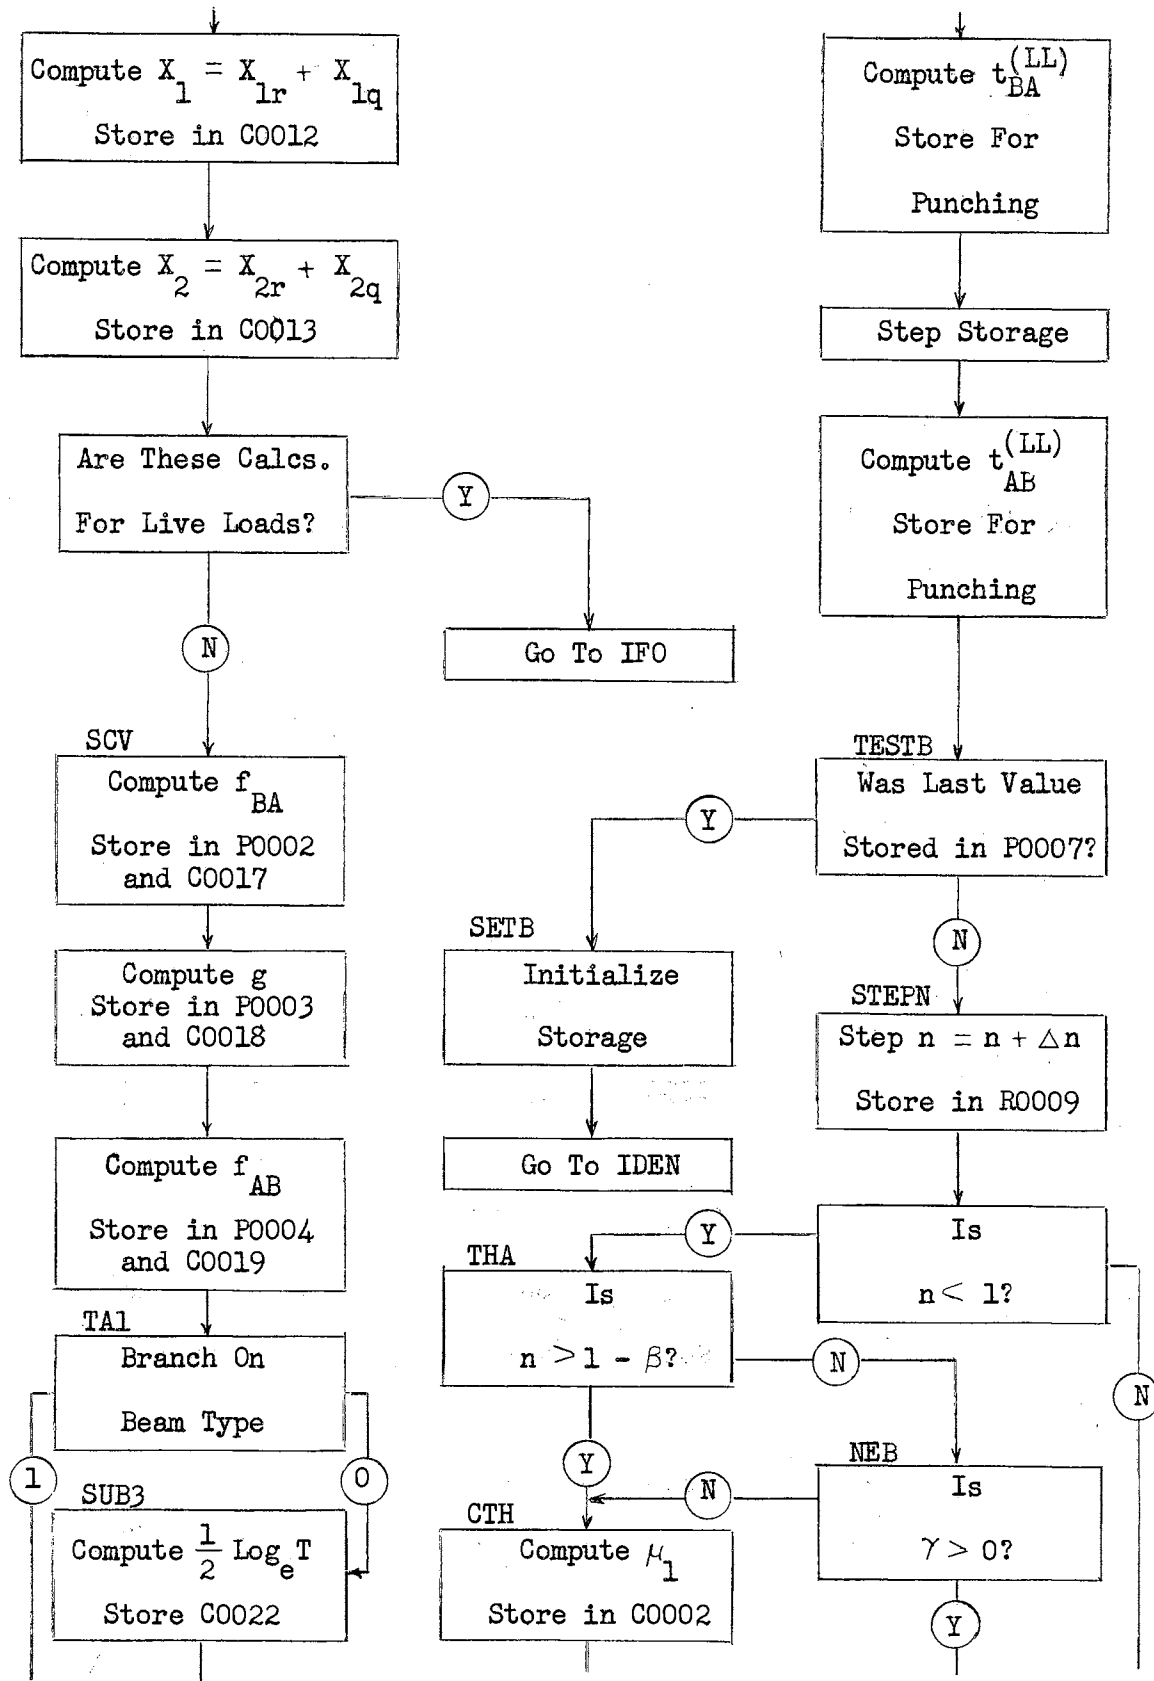 Compute X₁ = X₁r + X₁q
Store in C0012
Compute X₂ = X₂r + X₂q
Store in C0013
Are These Calcs.
For Live Loads?
Y
N
Go To IFO
SCV
Compute f_BA
Store in P0002
and C0017
Compute g
Store in P0003
and C0018
Compute f_AB
Store in P0004
and C0019
TA1
Branch On
Beam Type
1
0
SUB3
Compute 1/2 Log_e T
Store C0022
Compute t_BA^(LL)
Store For
Punching
Step Storage
Compute t_AB^(LL)
Store For
Punching
TESTB
Was Last Value
Stored in P0007?
Y
N
SETB
Initialize
Storage
Go To IDEN
STEPN
Step n = n + △n
Store in R0009
Is
n < 1?
Y
N
THA
Is
n > 1 - β?
N
Y
NEB
Is
γ > 0?
N
Y
CTH
Compute μ₁
Store in C0002